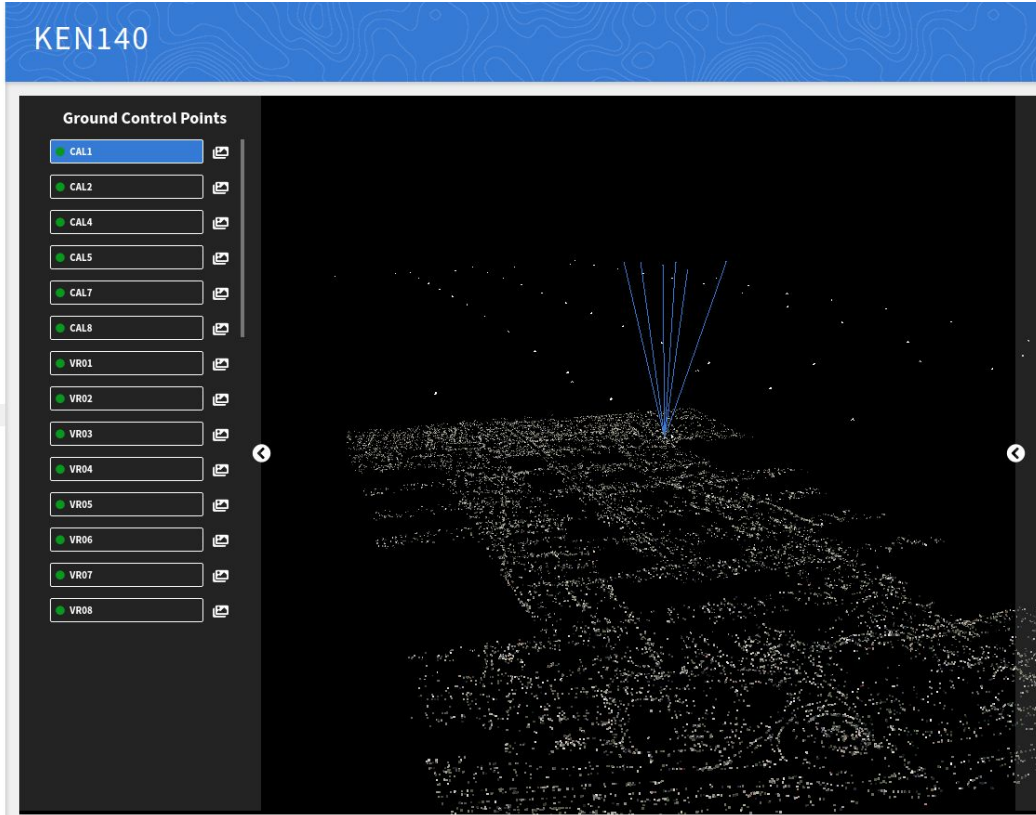 KEN140
Ground Control Points
CAL1
CAL2
CAL4
CAL5
CAL7
CAL8
VR01
VR02
VR03
VR04
VR05
VR06
VR07
VR08